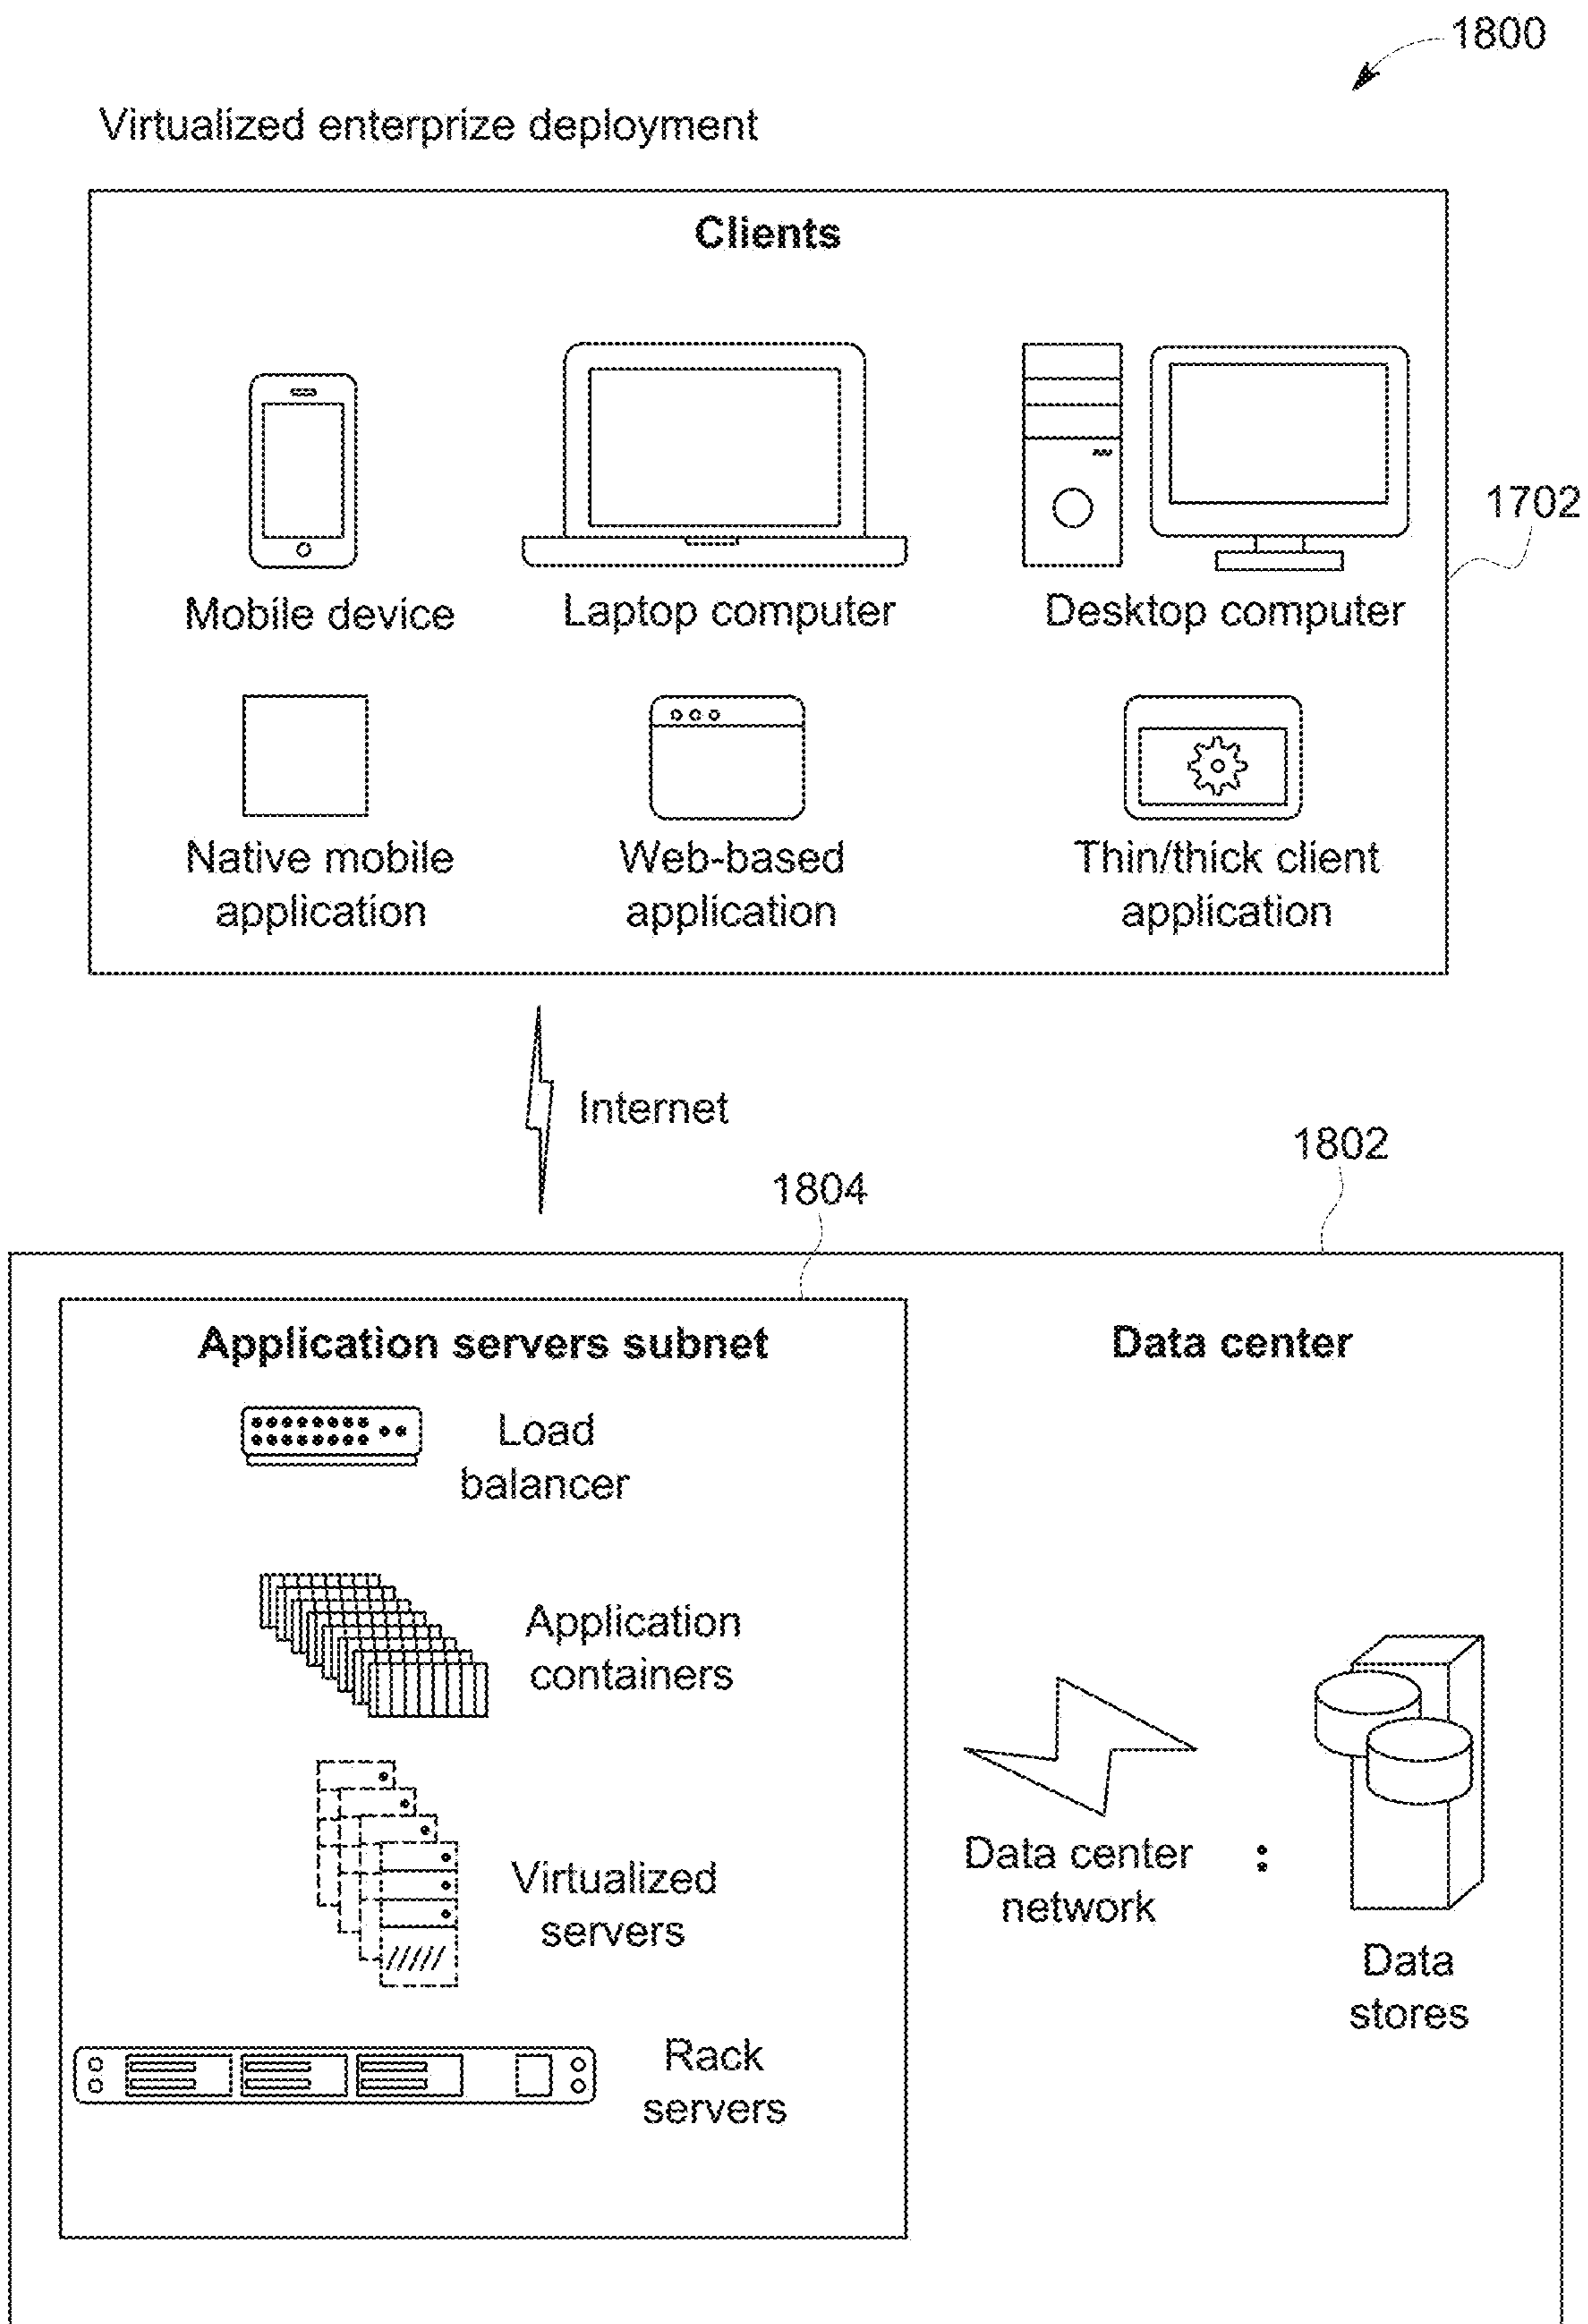 1800
Virtualized enterprize deployment
Clients
1702
Mobile device
Laptop computer
Desktop computer
Native mobile
application
Web-based
application
Thin/thick client
application
Internet
1802
1804
Application servers subnet
Data center
Load
balancer
Application
containers
Virtualized
servers
Data center
network
Data
stores
Rack
servers